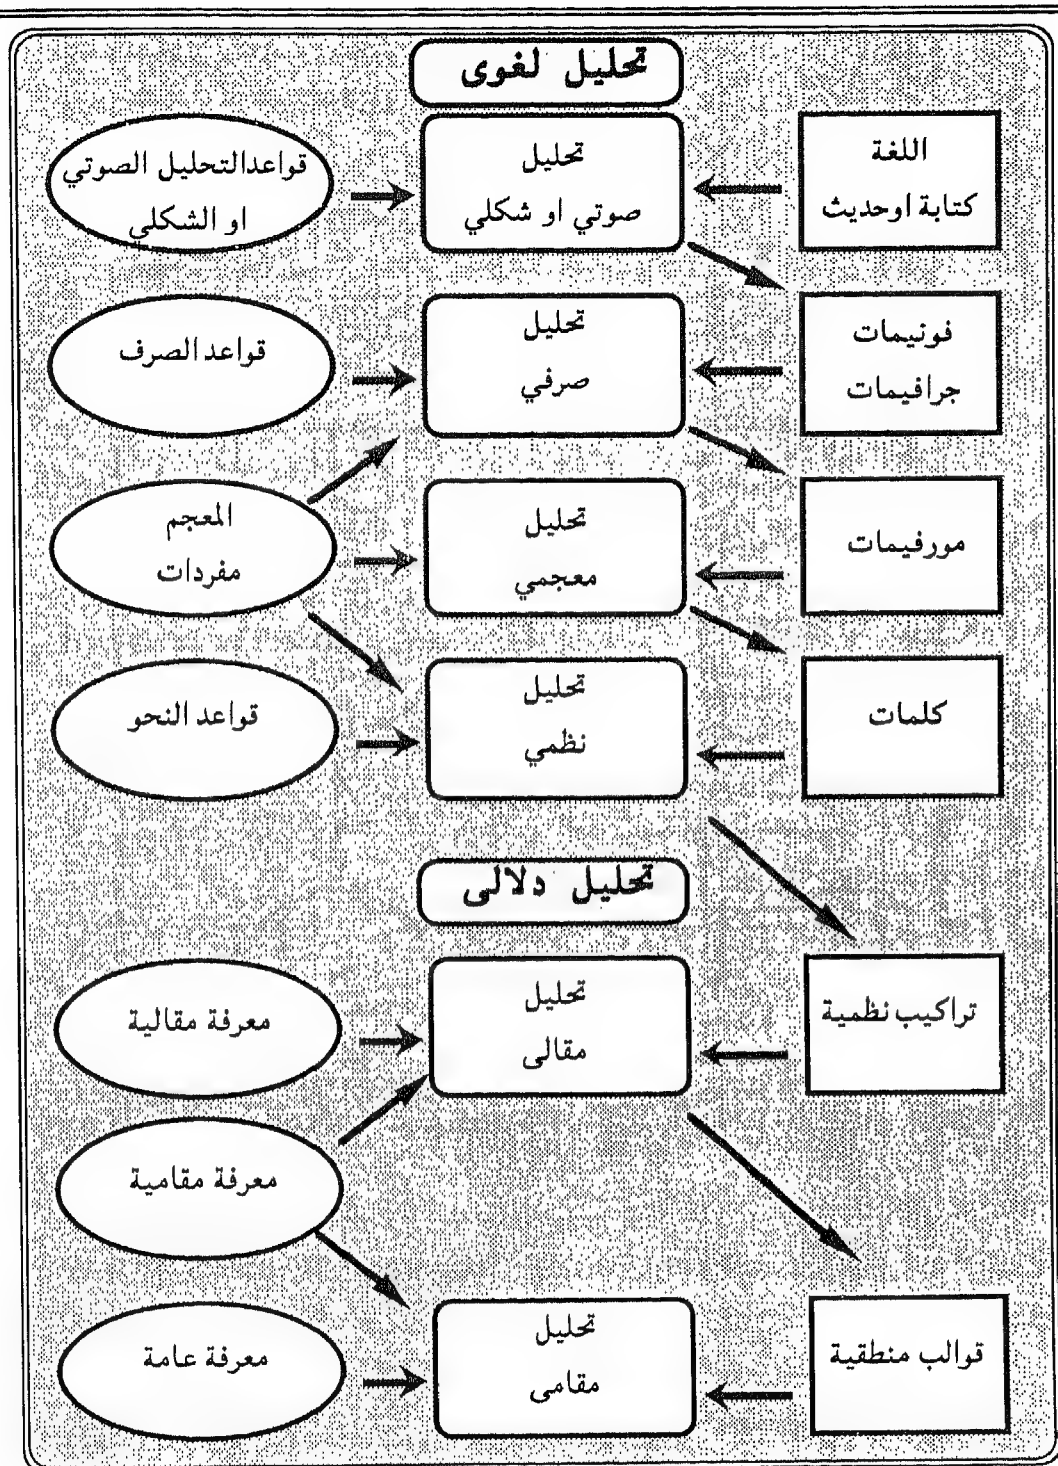 تحليل لغوى
اللغة
كتابة اوحديث
تحليل
صوتي او شكلي
قواعدالتحليل الصوتي
او الشكلي
فونيمات
جرافيمات
تحليل
صرفي
قواعد الصرف
مورفيمات
تحليل
معجمي
المعجم
مفردات
كلمات
تحليل
نظمي
قواعد النحو
تحليل دلالى
تراكيب نظمية
تحليل
مقالى
معرفة مقالية
معرفة مقامية
قوالب منطقية
تحليل
مقامى
معرفة عامة